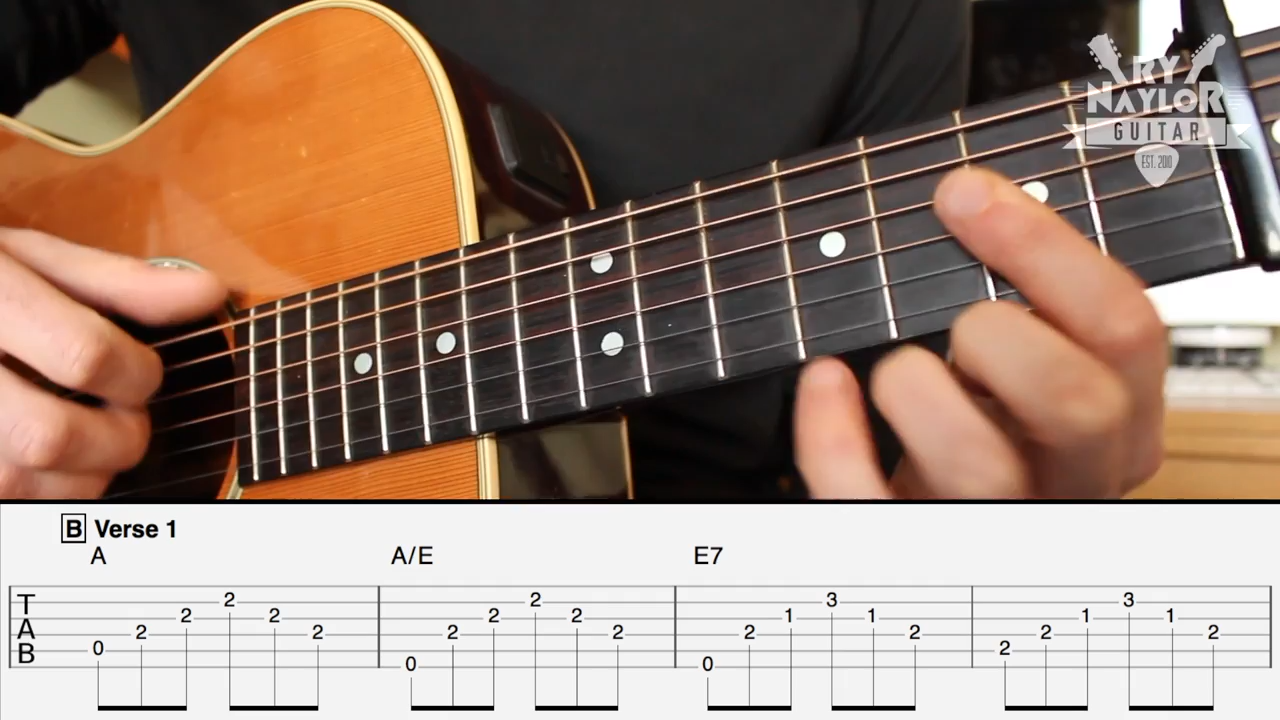 RY
NAYLOR
GUITAR
EST. 2010
B Verse 1
A A/E E7
T
A
B
2 2 3 3
2 2 2 2 1 1 1 1
2 2 2 2 2 2 2 2
0 2
0 0